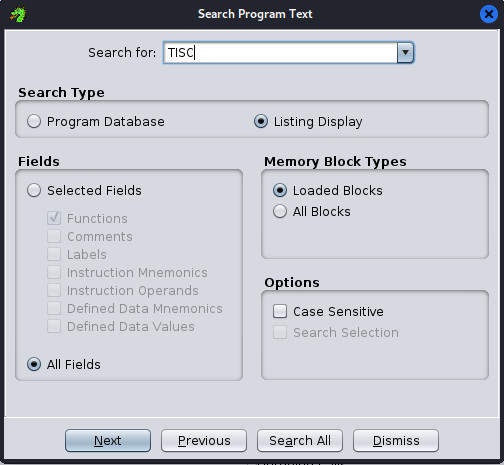 Search Program Text
Search for: TISC
Search Type
Program Database Listing Display
Fields
Selected Fields
Functions
Comments
Labels
Instruction Mnemonics
Instruction Operands
Defined Data Mnemonics
Defined Data Values
All Fields
Memory Block Types
Loaded Blocks
All Blocks
Options
Case Sensitive
Search Selection
Next Previous Search All Dismiss